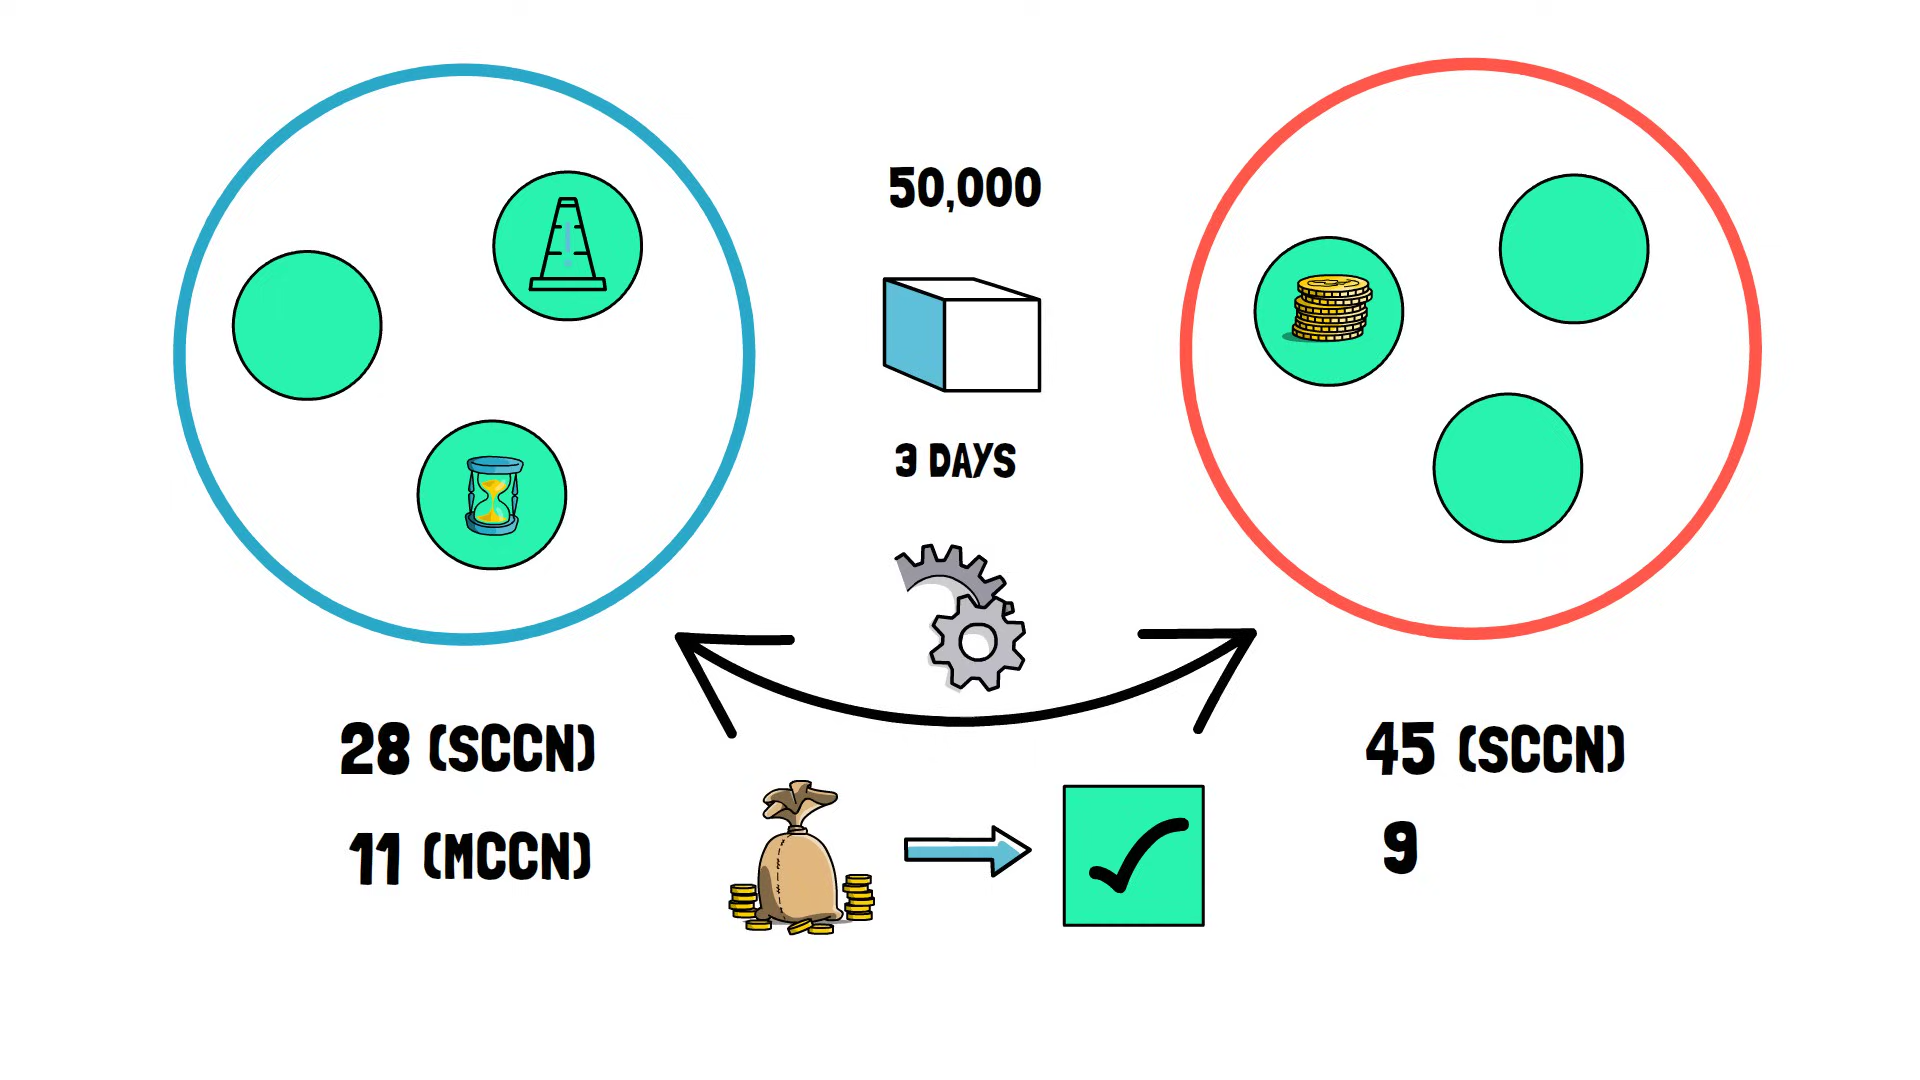 50,000
3 DAYS
28 (SCCN)
45 (SCCN)
11 (MCCN)
9